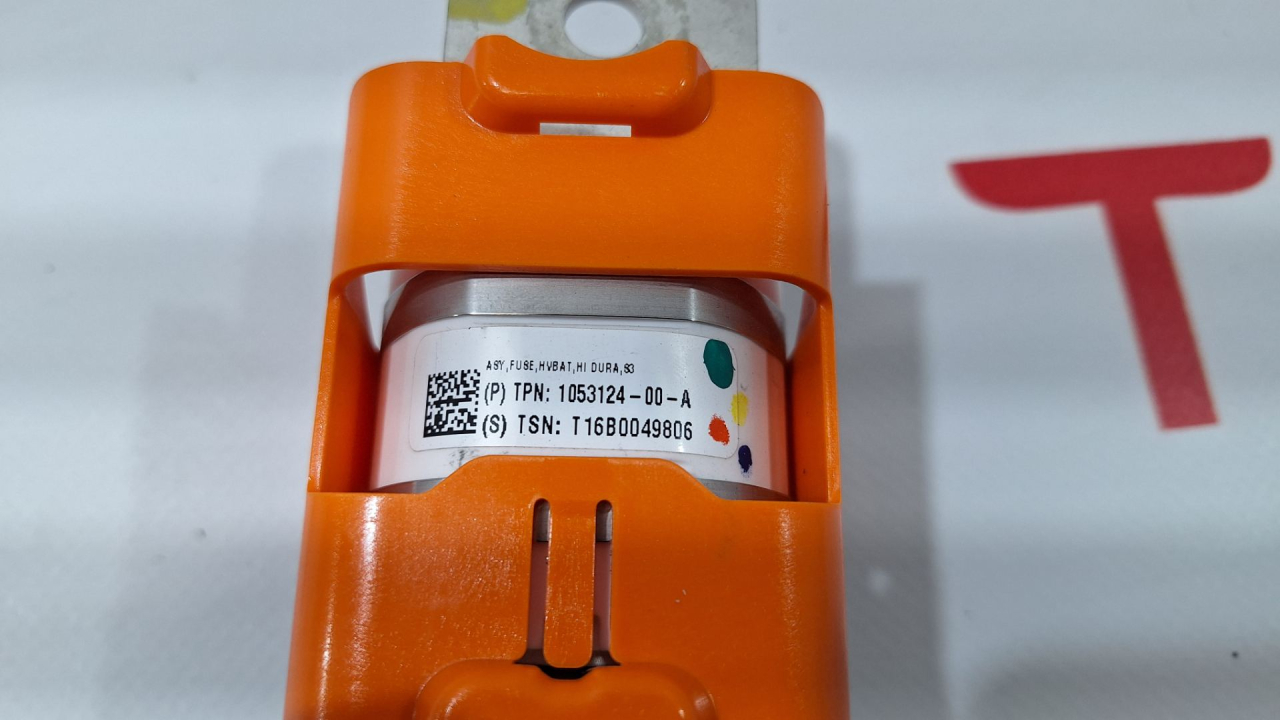 ASY,FUSE,HVBAT,HI DURA,S3
(P) TPN: 1053124-00-A
(S) TSN: T16B0049806
T